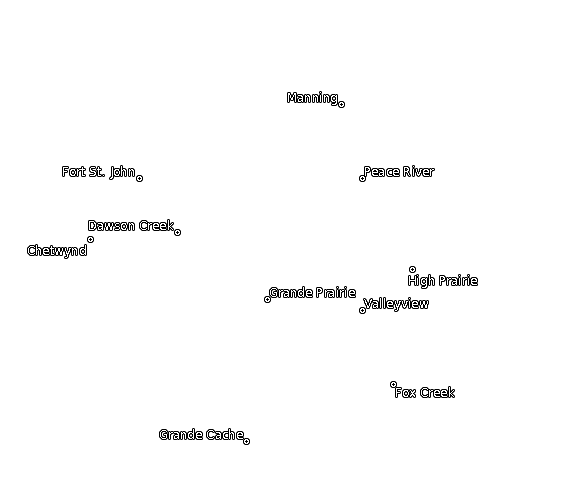 Manning
Fort St. John
Peace River
Dawson Creek
Chetwynd
High Prairie
Grande Prairie
Valleyview
Fox Creek
Grande Cache